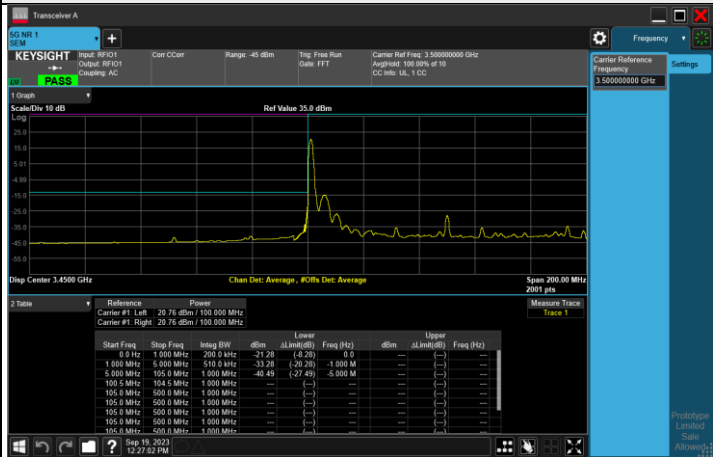 Transceiver A
5G NR 1
SEM
Frequency
KEYSIGHT
Input: RFIO1
Output: RFIO1
Coupling: AC
Corr CCorr
Range: -45 dBm
Trig: Free Run
Gate: FFT
Carrier Ref Freq: 3.500000000 GHz
Avg|Hold: 100.00% of 10
CC Info: UL, 1 CC
PASS
Carrier Reference
Frequency
3.500000000 GHz
Settings
1 Graph
Scale/Div 10 dB
Ref Value 35.0 dBm
Log
25.0
15.0
5.01
-4.99
-15.0
-25.0
-35.0
-45.0
-55.0
Disp Center 3.4500 GHz
Chan Det: Average, #Offs Det: Average
Span 200.00 MHz
2001 pts
2 Table
Reference Power
Carrier #1: Left 20.76 dBm / 100.000 MHz
Carrier #1: Right 20.76 dBm / 100.000 MHz
Measure Trace
Trace 1
Lower Upper
Start Freq Stop Freq Integ BW dBm ΔLimit(dB) Freq (Hz) dBm ΔLimit(dB) Freq (Hz)
0.0 Hz 1.000 MHz 200.0 kHz -21.28 (-8.28) 0.0 --- (---) ---
1.000 MHz 5.000 MHz 510.0 kHz -33.28 (-20.28) -1.000 M --- (---) ---
5.000 MHz 105.0 MHz 1.000 MHz -40.49 (-27.49) -5.000 M --- (---) ---
100.5 MHz 104.5 MHz 1.000 MHz --- (---) --- --- (---) ---
105.0 MHz 500.0 MHz 1.000 MHz --- (---) --- --- (---) ---
105.0 MHz 500.0 MHz 1.000 MHz --- (---) --- --- (---) ---
105.0 MHz 500.0 MHz 1.000 MHz --- (---) --- --- (---) ---
105.0 MHz 500.0 MHz 1.000 MHz --- (---) --- --- (---) ---
105.0 MHz 500.0 MHz 1.000 MHz --- (---) --- --- (---) ---
Prototype
Limited
Sale
Allowed
Sep 19, 2023
12:27:02 PM